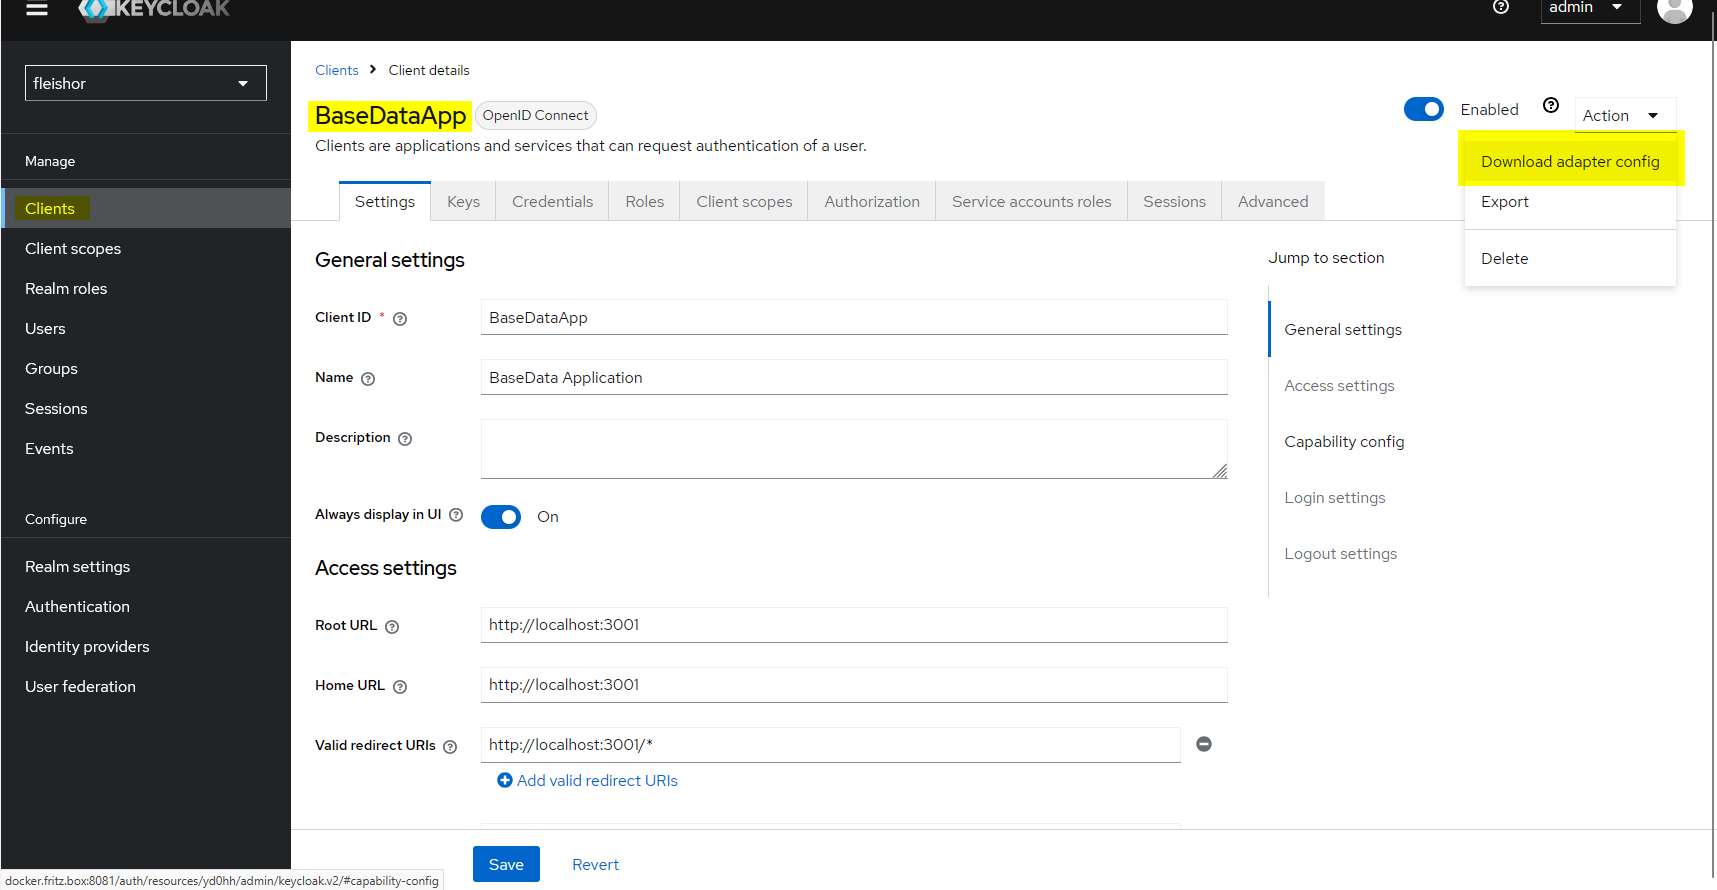 KEYCLOAK
admin
fleishor
Manage
Clients
Client scopes
Realm roles
Users
Groups
Sessions
Events
Configure
Realm settings
Authentication
Identity providers
User federation
Clients > Client details
BaseDataApp OpenID Connect
Enabled
Action
Clients are applications and services that can request authentication of a user.
Download adapter config
Export
Delete
Settings Keys Credentials Roles Client scopes Authorization Service accounts roles Sessions Advanced
General settings
Client ID * BaseDataApp
Name BaseData Application
Description
Always display in UI On
Access settings
Root URL http://localhost:3001
Home URL http://localhost:3001
Valid redirect URIs http://localhost:3001/*
Add valid redirect URIs
Jump to section
General settings
Access settings
Capability config
Login settings
Logout settings
Save Revert
docker.fritz.box:8081/auth/resources/yd0hh/admin/keycloak.v2/#capability-config